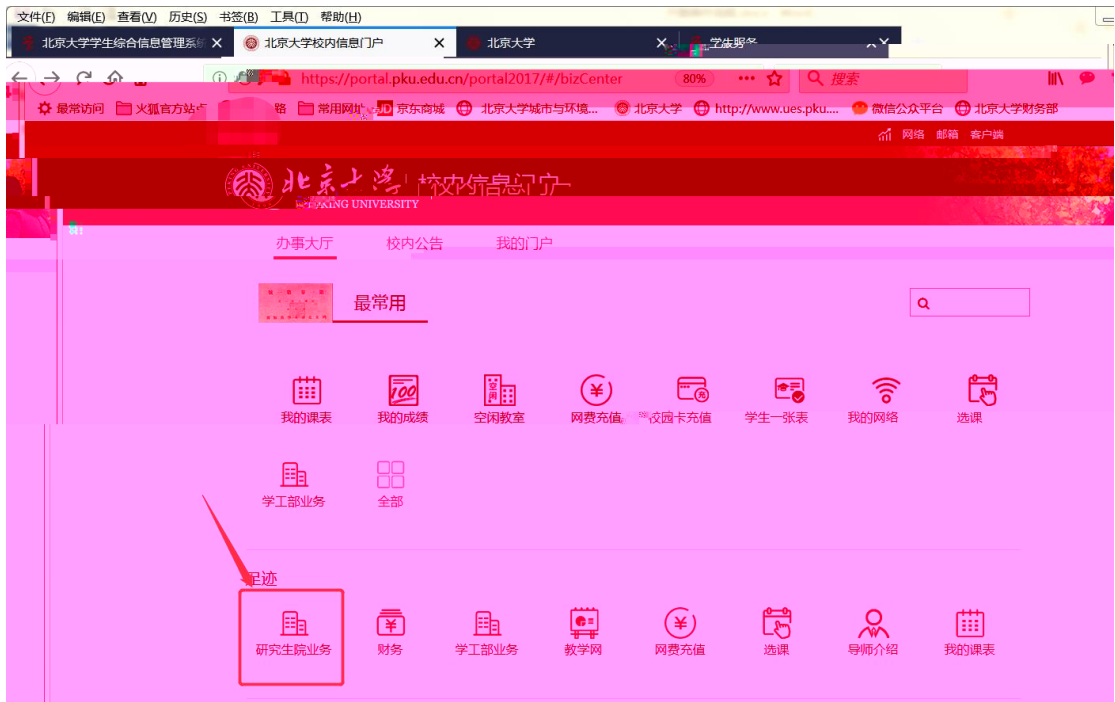 文件(F) 编辑(E) 查看(V) 历史(S) 书签(B) 工具(T) 帮助(H)
北京大学学生综合信息管理系统 × 北京大学校内信息门户 × 北京大学 ×
https://portal.pku.edu.cn/portal2017/#/bizCenter 80% 搜索
最常访问 火狐官方站点 常用网址 JD 京东商城 北京大学城市与环境... 北京大学 http://www.ues.pku.... 微信公众平台 北京大学财务部
网络 邮箱 客户端
北京大学 校内信息门户
PEKING UNIVERSITY
办事大厅 校内公告 我的门户
最常用
100 空闲
我的课表 我的成绩 空闲教室 网费充值 校园卡充值 学生一张表 我的网络 选课
学工部业务 全部
足迹
研究生院业务 财务 学工部业务 教学网 网费充值 选课 导师介绍 我的课表